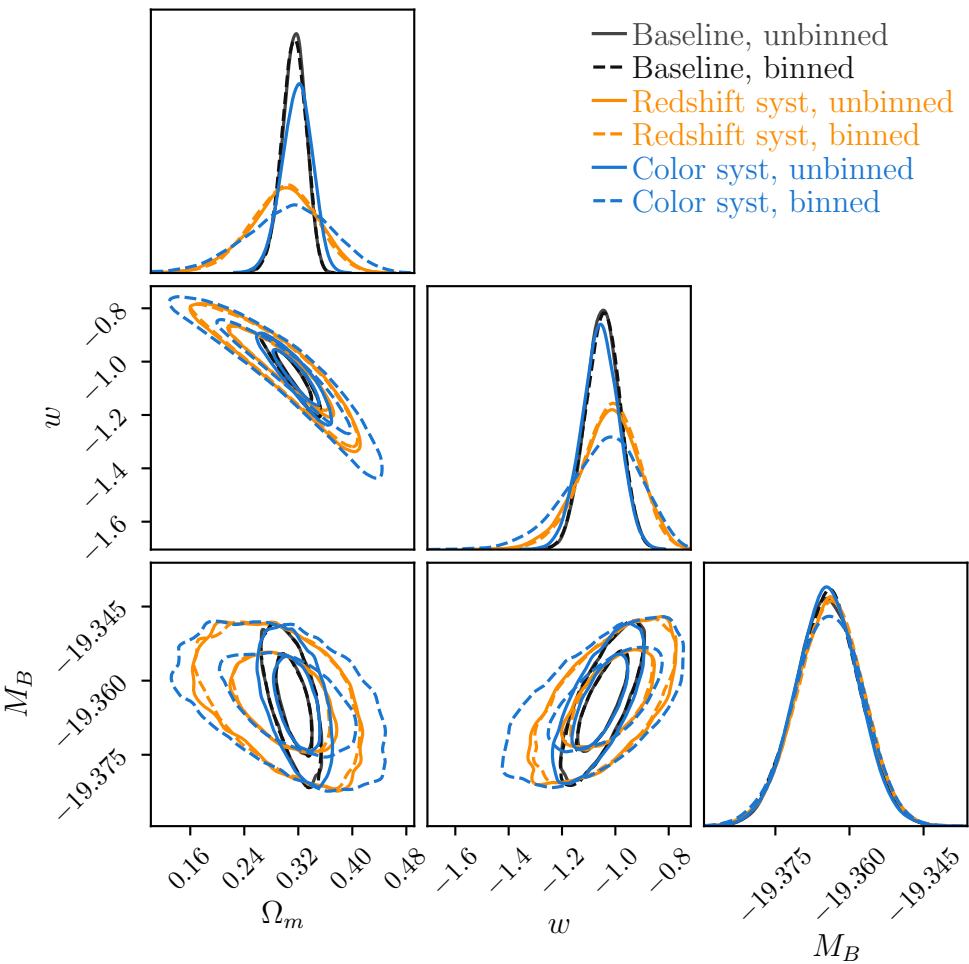 Baseline, unbinned
Baseline, binned
Redshift syst, unbinned
Redshift syst, binned
Color syst, unbinned
Color syst, binned
−0.8
−1.0
−1.2
−1.4
−1.6
w
−19.345
−19.360
−19.375
M_B
0.16 0.24 0.32 0.40 0.48
Ω_m
−1.6 −1.4 −1.2 −1.0 −0.8
w
−19.375 −19.360 −19.345
M_B